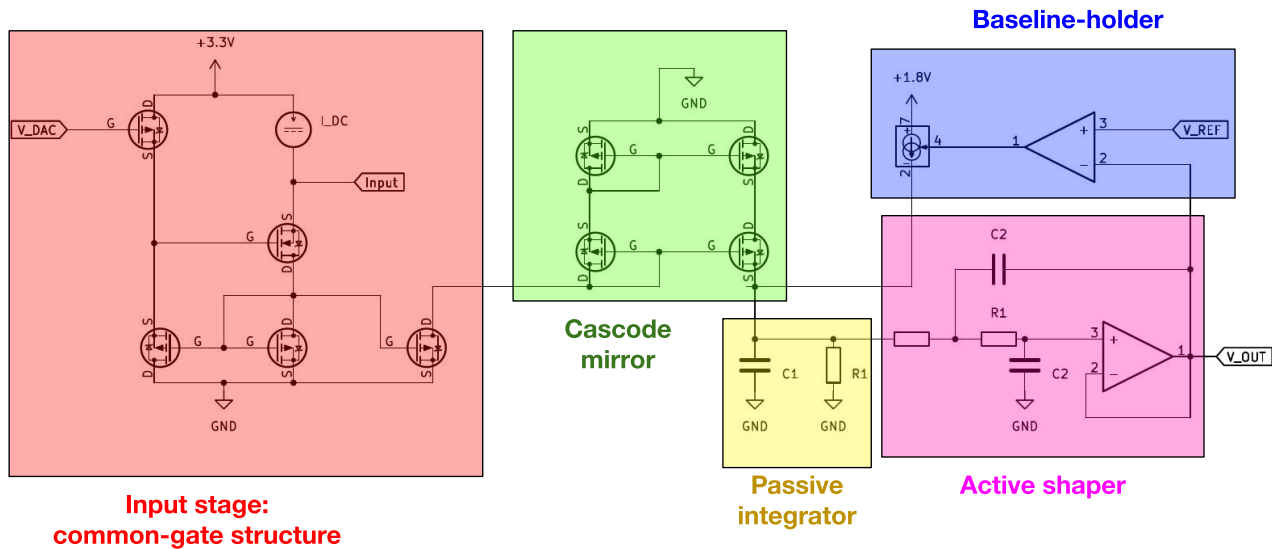 Baseline-holder
+3.3V
V_DAC
G
D
S
I_DC
Input
S
G
D
S
G
D
G
D
S
G
D
S
GND
Input stage:
common-gate structure
GND
S
G
D
G
D
S
S
G
D
G
D
S
Cascode
mirror
C1
R1
GND
GND
Passive
integrator
+1.8V
7
+
4
-
2
1
+
3
V_REF
-
2
C2
R1
C2
GND
3
+
2
-
1
V_OUT
Active shaper